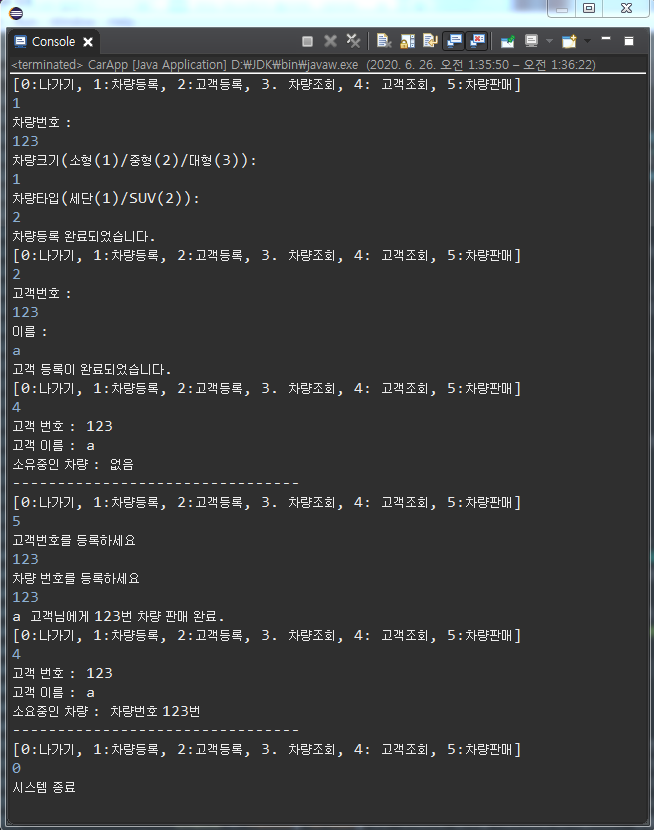 Console
<terminated> CarApp [Java Application] D:₩JDK₩bin₩javaw.exe (2020. 6. 26. 오전 1:35:50 – 오전 1:36:22)
[0:나가기, 1:차량등록, 2:고객등록, 3. 차량조회, 4: 고객조회, 5:차량판매]
1
차량번호 :
123
차량크기(소형(1)/중형(2)/대형(3)):
1
차량타입(세단(1)/SUV(2)):
2
차량등록 완료되었습니다.
[0:나가기, 1:차량등록, 2:고객등록, 3. 차량조회, 4: 고객조회, 5:차량판매]
2
고객번호 :
123
이름 :
a
고객 등록이 완료되었습니다.
[0:나가기, 1:차량등록, 2:고객등록, 3. 차량조회, 4: 고객조회, 5:차량판매]
4
고객 번호 : 123
고객 이름 : a
소유중인 차량 : 없음
--------------------------------
[0:나가기, 1:차량등록, 2:고객등록, 3. 차량조회, 4: 고객조회, 5:차량판매]
5
고객번호를 등록하세요
123
차량 번호를 등록하세요
123
a 고객님에게 123번 차량 판매 완료.
[0:나가기, 1:차량등록, 2:고객등록, 3. 차량조회, 4: 고객조회, 5:차량판매]
4
고객 번호 : 123
고객 이름 : a
소요중인 차량 : 차량번호 123번
--------------------------------
[0:나가기, 1:차량등록, 2:고객등록, 3. 차량조회, 4: 고객조회, 5:차량판매]
0
시스템 종료